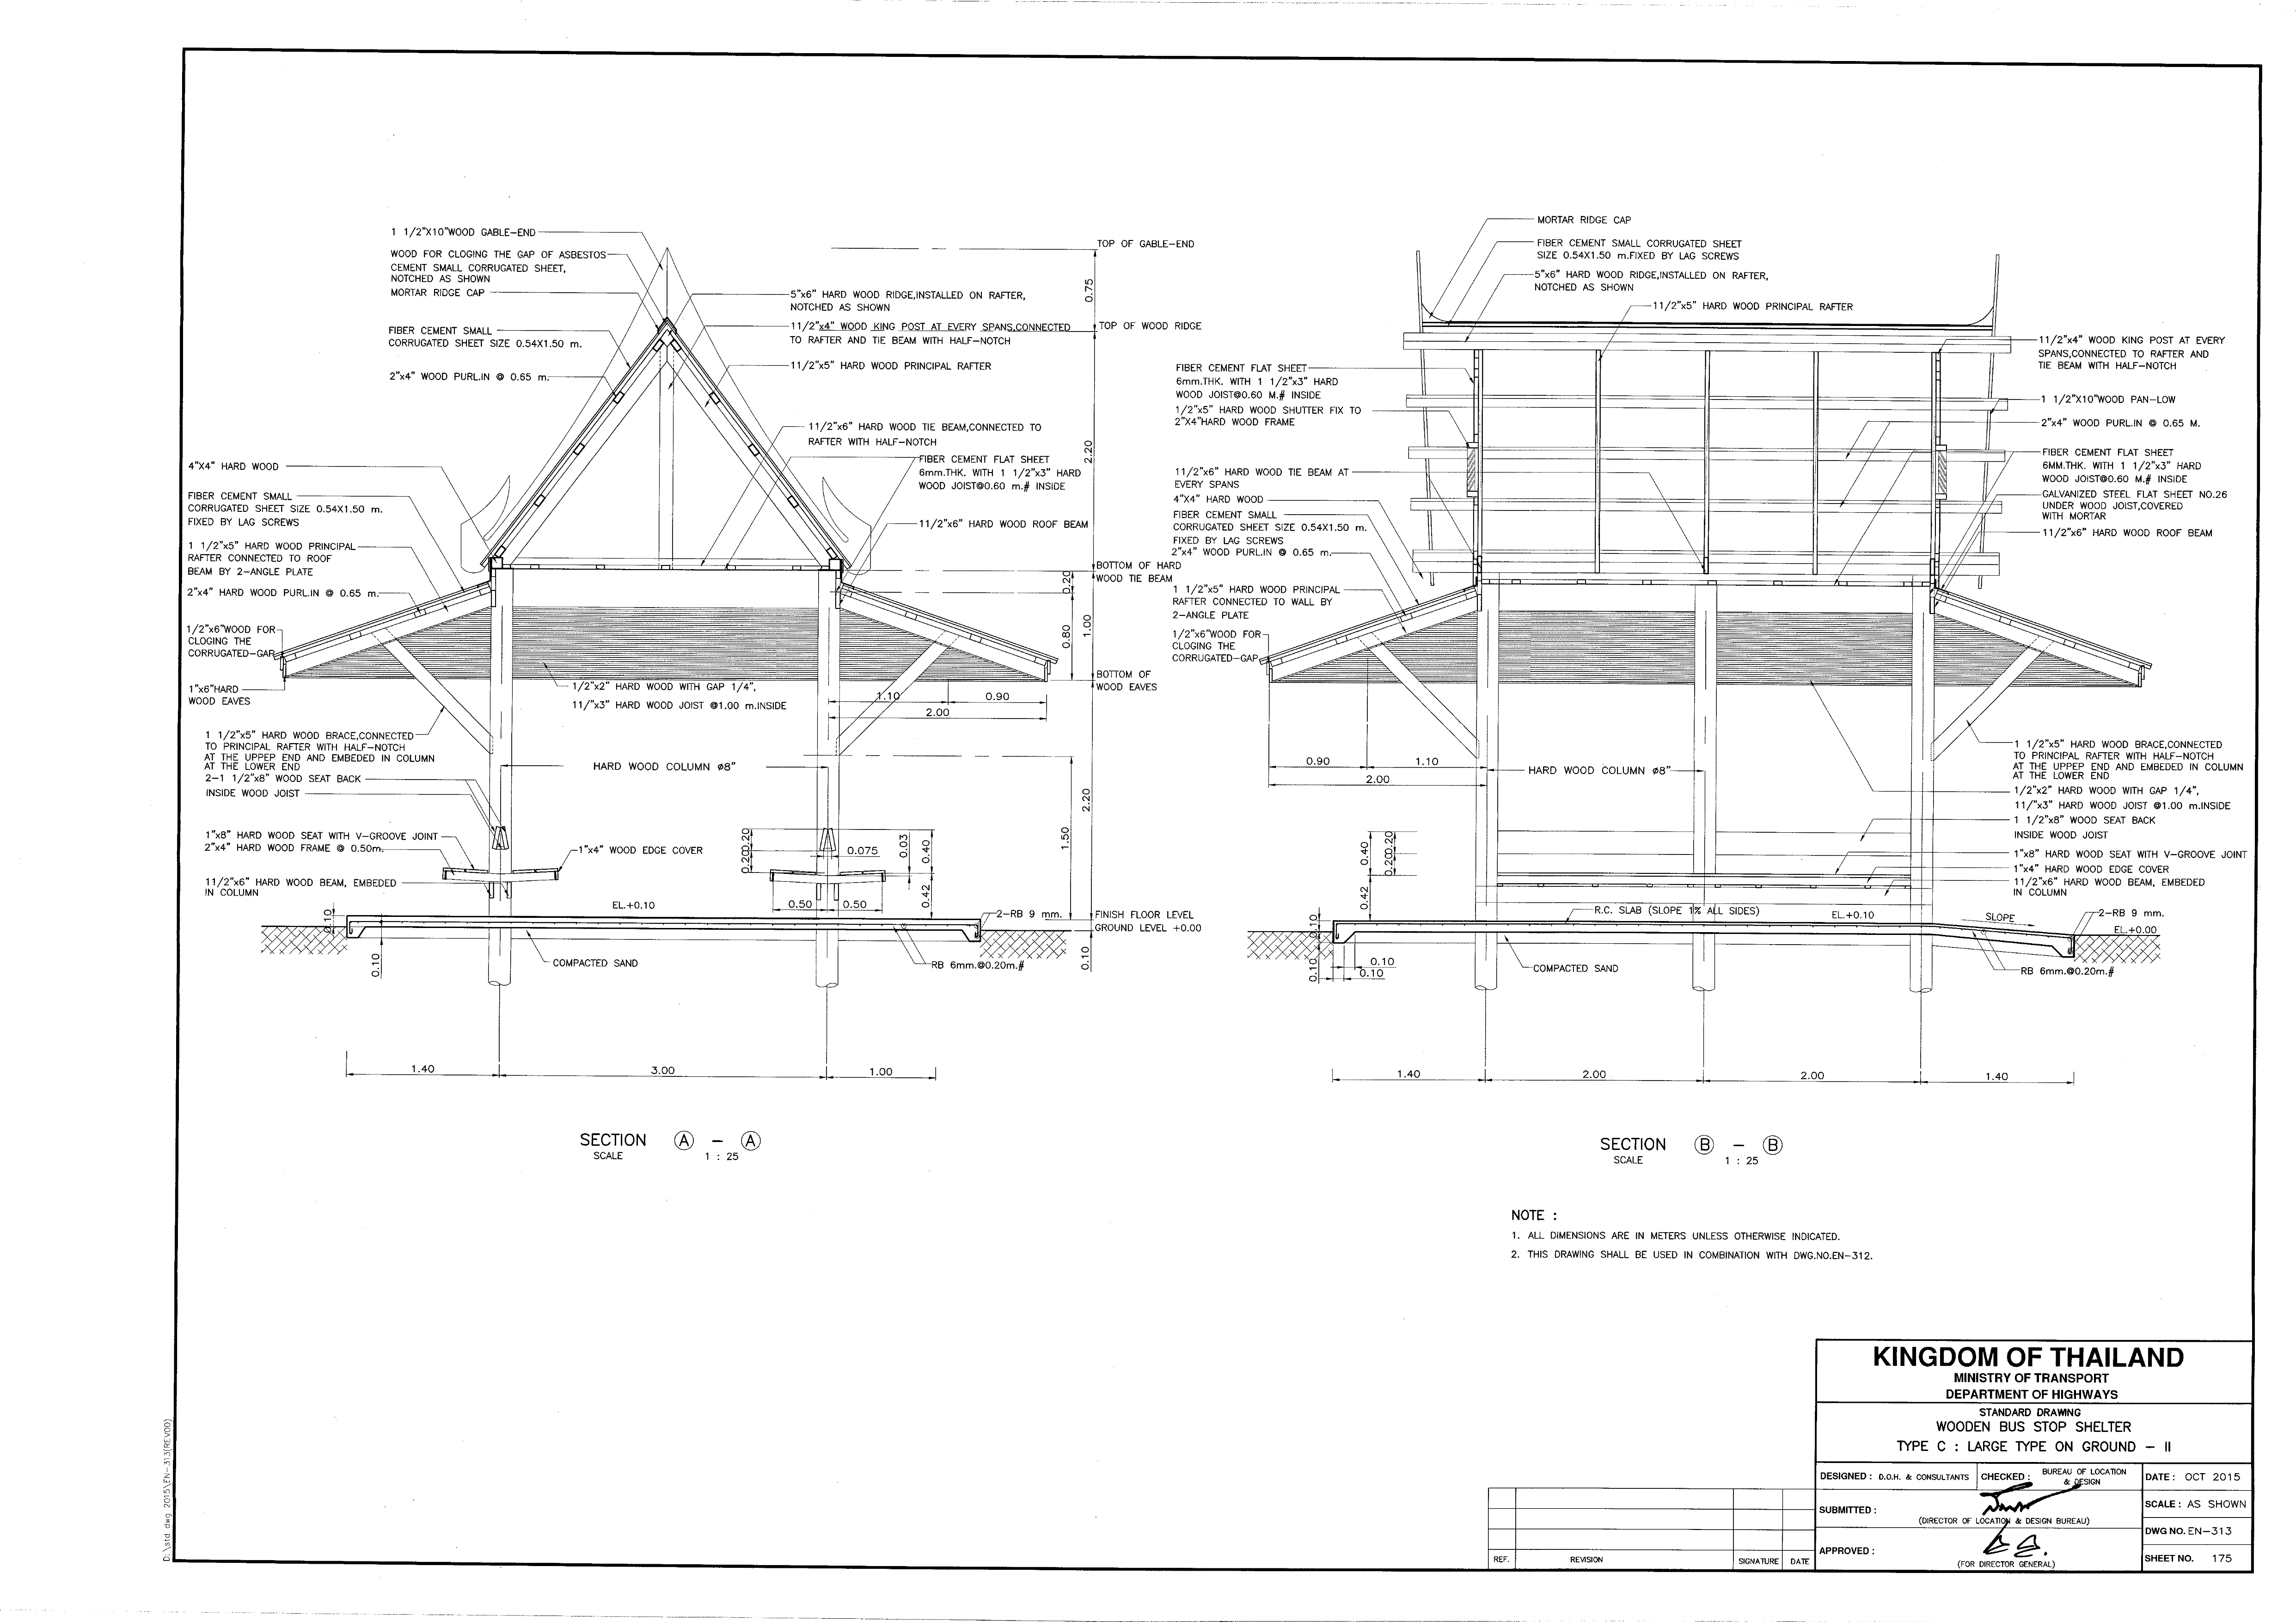 1 1/2"X10"WOOD GABLE-END
WOOD FOR CLOGING THE GAP OF ASBESTOS
CEMENT SMALL CORRUGATED SHEET,
NOTCHED AS SHOWN
MORTAR RIDGE CAP
FIBER CEMENT SMALL
CORRUGATED SHEET SIZE 0.54X1.50 m.
2"x4" WOOD PURL.IN @ 0.65 m.
4"X4" HARD WOOD
FIBER CEMENT SMALL
CORRUGATED SHEET SIZE 0.54X1.50 m.
FIXED BY LAG SCREWS
1 1/2"x5" HARD WOOD PRINCIPAL
RAFTER CONNECTED TO ROOF
BEAM BY 2-ANGLE PLATE
2"x4" HARD WOOD PURL.IN @ 0.65 m.
1/2"x6"WOOD FOR
CLOGING THE
CORRUGATED-GAP
1"x6"HARD
WOOD EAVES
1 1/2"x5" HARD WOOD BRACE,CONNECTED
TO PRINCIPAL RAFTER WITH HALF-NOTCH
AT THE UPPEP END AND EMBEDED IN COLUMN
AT THE LOWER END
2-1 1/2"x8" WOOD SEAT BACK
INSIDE WOOD JOIST
1"x8" HARD WOOD SEAT WITH V-GROOVE JOINT
2"x4" HARD WOOD FRAME @ 0.50m.
11/2"x6" HARD WOOD BEAM, EMBEDED
IN COLUMN
5"x6" HARD WOOD RIDGE,INSTALLED ON RAFTER,
NOTCHED AS SHOWN
11/2"x4" WOOD KING POST AT EVERY SPANS,CONNECTED
TO RAFTER AND TIE BEAM WITH HALF-NOTCH
11/2"x5" HARD WOOD PRINCIPAL RAFTER
11/2"x6" HARD WOOD TIE BEAM,CONNECTED TO
RAFTER WITH HALF-NOTCH
FIBER CEMENT FLAT SHEET
6mm.THK. WITH 1 1/2"x3" HARD
WOOD JOIST@0.60 m.# INSIDE
11/2"x6" HARD WOOD ROOF BEAM
TOP OF GABLE-END
0.75
TOP OF WOOD RIDGE
2.20
BOTTOM OF HARD
WOOD TIE BEAM
0.20
0.80
1.00
BOTTOM OF
WOOD EAVES
1/2"x2" HARD WOOD WITH GAP 1/4",
11/"x3" HARD WOOD JOIST @1.00 m.INSIDE
1.10
0.90
2.00
HARD WOOD COLUMN ø8"
2.20
1.50
1"x4" WOOD EDGE COVER
0.20
0.20
0.075
0.03
0.40
0.42
0.50
0.50
EL.+0.10
0.10
0.10
2-RB 9 mm.
FINISH FLOOR LEVEL
GROUND LEVEL +0.00
0.10
COMPACTED SAND
RB 6mm.@0.20m.#
1.40
3.00
1.00
SECTION A - A
SCALE 1 : 25
MORTAR RIDGE CAP
FIBER CEMENT SMALL CORRUGATED SHEET
SIZE 0.54X1.50 m.FIXED BY LAG SCREWS
5"x6" HARD WOOD RIDGE,INSTALLED ON RAFTER,
NOTCHED AS SHOWN
11/2"x5" HARD WOOD PRINCIPAL RAFTER
FIBER CEMENT FLAT SHEET
6mm.THK. WITH 1 1/2"x3" HARD
WOOD JOIST@0.60 M.# INSIDE
1/2"x5" HARD WOOD SHUTTER FIX TO
2"X4"HARD WOOD FRAME
11/2"x6" HARD WOOD TIE BEAM AT
EVERY SPANS
4"X4" HARD WOOD
FIBER CEMENT SMALL
CORRUGATED SHEET SIZE 0.54X1.50 m.
FIXED BY LAG SCREWS
2"x4" WOOD PURL.IN @ 0.65 m.
1 1/2"x5" HARD WOOD PRINCIPAL
RAFTER CONNECTED TO WALL BY
2-ANGLE PLATE
1/2"x6"WOOD FOR
CLOGING THE
CORRUGATED-GAP
11/2"x4" WOOD KING POST AT EVERY
SPANS,CONNECTED TO RAFTER AND
TIE BEAM WITH HALF-NOTCH
1 1/2"X10"WOOD PAN-LOW
2"x4" WOOD PURL.IN @ 0.65 M.
FIBER CEMENT FLAT SHEET
6MM.THK. WITH 1 1/2"x3" HARD
WOOD JOIST@0.60 M.# INSIDE
GALVANIZED STEEL FLAT SHEET NO.26
UNDER WOOD JOIST,COVERED
WITH MORTAR
11/2"x6" HARD WOOD ROOF BEAM
0.90
1.10
2.00
HARD WOOD COLUMN ø8"
1 1/2"x5" HARD WOOD BRACE,CONNECTED
TO PRINCIPAL RAFTER WITH HALF-NOTCH
AT THE UPPEP END AND EMBEDED IN COLUMN
AT THE LOWER END
1/2"x2" HARD WOOD WITH GAP 1/4",
11/"x3" HARD WOOD JOIST @1.00 m.INSIDE
1 1/2"x8" WOOD SEAT BACK
INSIDE WOOD JOIST
1"x8" HARD WOOD SEAT WITH V-GROOVE JOINT
1"x4" HARD WOOD EDGE COVER
11/2"x6" HARD WOOD BEAM, EMBEDED
IN COLUMN
0.40
0.20
0.20
0.42
R.C. SLAB (SLOPE 1% ALL SIDES)
EL.+0.10
SLOPE
2-RB 9 mm.
EL.+0.00
0.10
0.10
0.10
0.10
COMPACTED SAND
RB 6mm.@0.20m.#
1.40
2.00
2.00
1.40
SECTION B - B
SCALE 1 : 25
NOTE :
1. ALL DIMENSIONS ARE IN METERS UNLESS OTHERWISE INDICATED.
2. THIS DRAWING SHALL BE USED IN COMBINATION WITH DWG.NO.EN-312.
KINGDOM OF THAILAND
MINISTRY OF TRANSPORT
DEPARTMENT OF HIGHWAYS
STANDARD DRAWING
WOODEN BUS STOP SHELTER
TYPE C : LARGE TYPE ON GROUND - II
DESIGNED : D.O.H. & CONSULTANTS
CHECKED : BUREAU OF LOCATION
& DESIGN
DATE : OCT 2015
SUBMITTED :
(DIRECTOR OF LOCATION & DESIGN BUREAU)
SCALE : AS SHOWN
DWG NO. EN-313
APPROVED :
(FOR DIRECTOR GENERAL)
SHEET NO. 175
REF. REVISION SIGNATURE DATE
D:\std dwg 2015\EN-313(REV00)